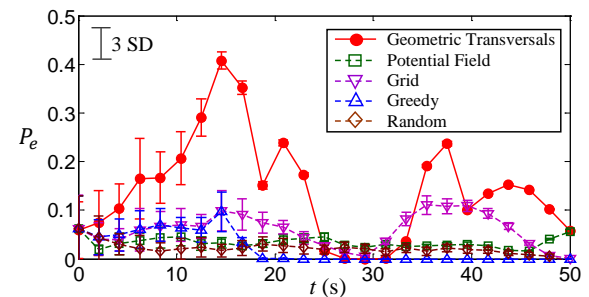 0.5
3 SD
0.4
0.3
0.2
0.1
0
P_e
Geometric Transversals
Potential Field
Grid
Greedy
Random
0 10 20 30 40 50
t (s)